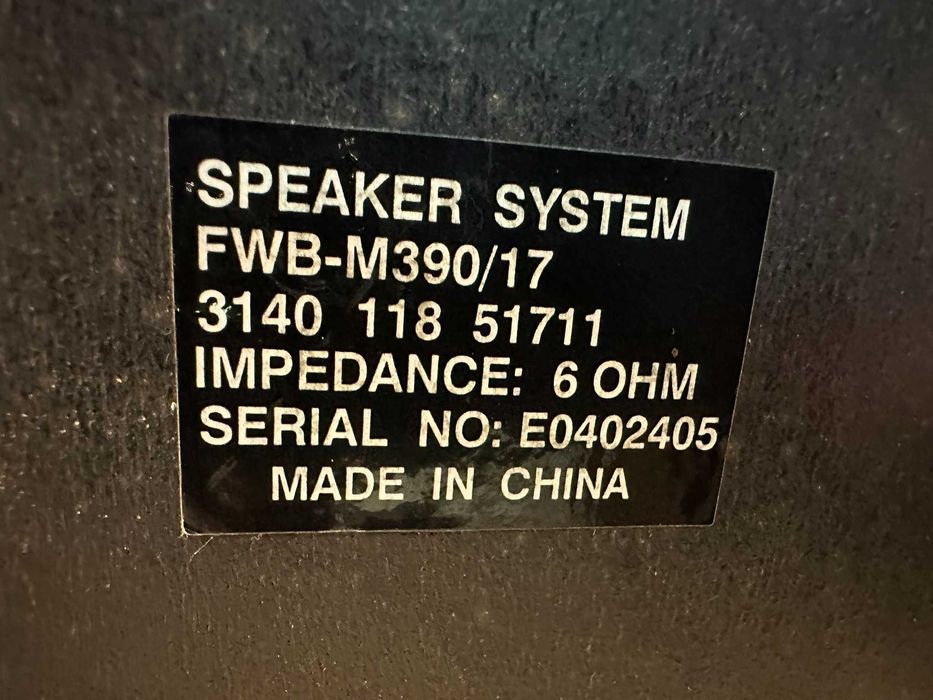 SPEAKER SYSTEM
FWB-M390/17
3140 118 51711
IMPEDANCE: 6 OHM
SERIAL NO: E0402405
MADE IN CHINA